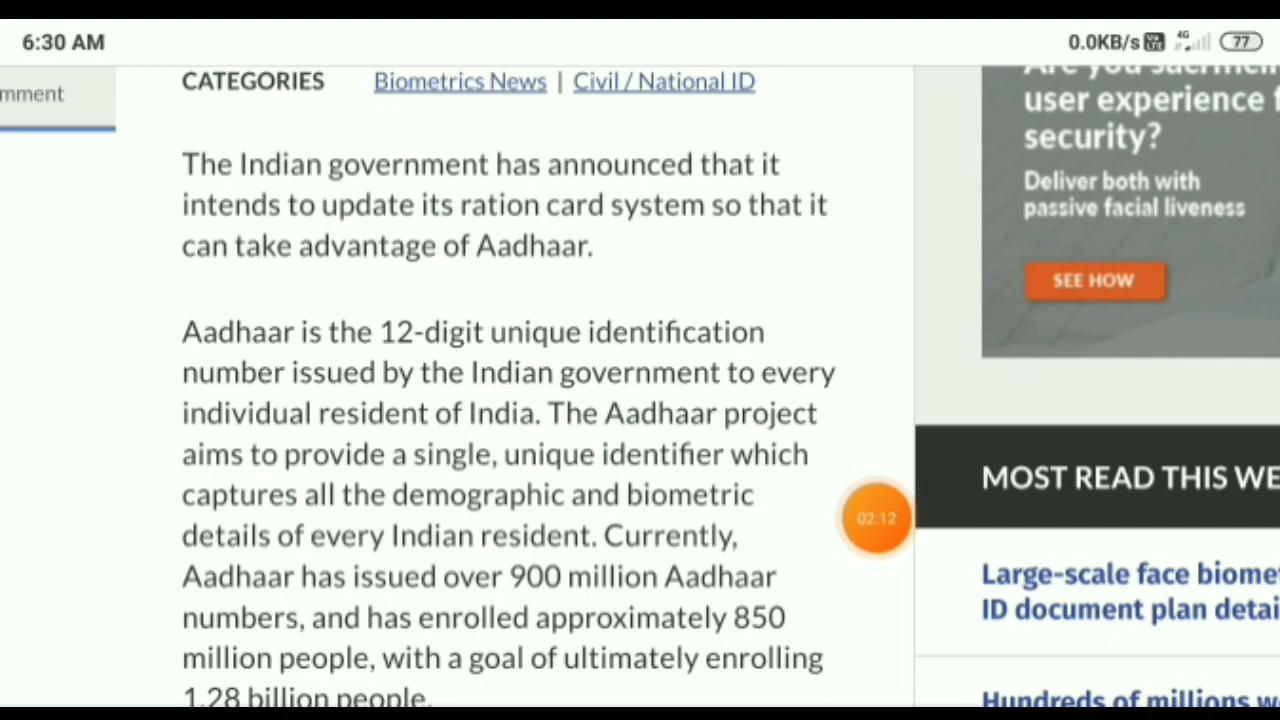 6:30 AM
0.0KB/s
Vo
LTE
4G
77
mment
CATEGORIES
Biometrics News | Civil / National ID
The Indian government has announced that it
intends to update its ration card system so that it
can take advantage of Aadhaar.
Aadhaar is the 12-digit unique identification
number issued by the Indian government to every
individual resident of India. The Aadhaar project
aims to provide a single, unique identifier which
captures all the demographic and biometric
details of every Indian resident. Currently,
Aadhaar has issued over 900 million Aadhaar
numbers, and has enrolled approximately 850
million people, with a goal of ultimately enrolling
1.28 billion people.
02:12
Are you
user experience f
security?
Deliver both with
passive facial liveness
SEE HOW
MOST READ THIS WE
Large-scale face biome
ID document plan detai
Hundreds of millions w